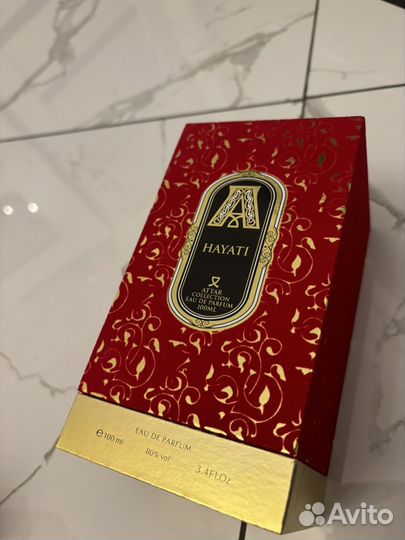 A
HAYATI
ATTAR
COLLECTION
EAU DE PARFUM
100ML
EAU DE PARFUM
e 100 ml 80% vol 3.4Fl.Oz
Avito